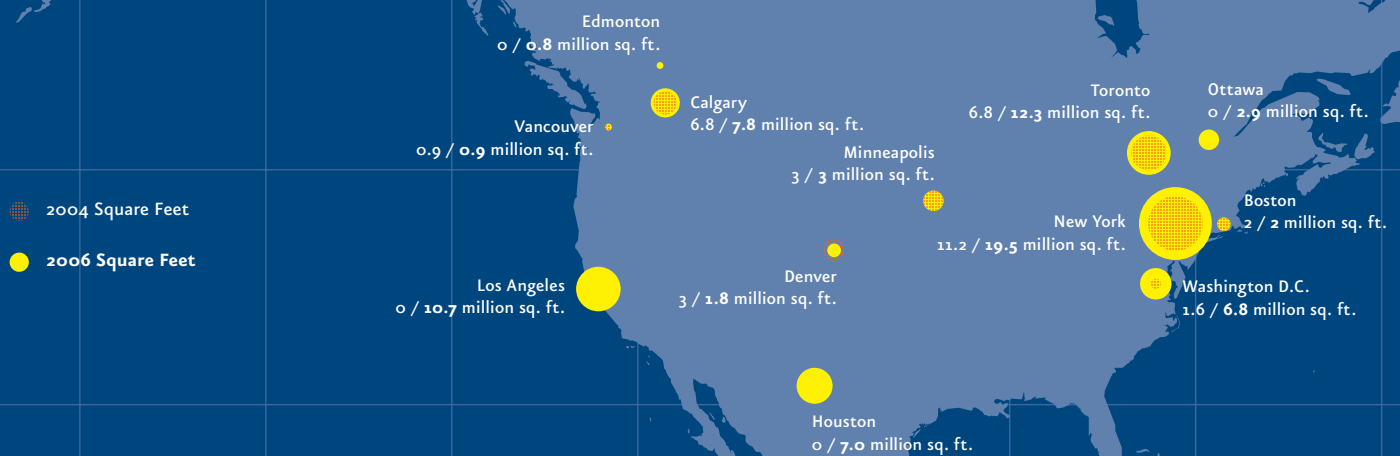 Edmonton
0 / 0.8 million sq. ft.
Calgary
6.8 / 7.8 million sq. ft.
Vancouver
0.9 / 0.9 million sq. ft.
Toronto
6.8 / 12.3 million sq. ft.
Ottawa
0 / 2.9 million sq. ft.
Minneapolis
3 / 3 million sq. ft.
2004 Square Feet
2006 Square Feet
Boston
2 / 2 million sq. ft.
New York
11.2 / 19.5 million sq. ft.
Denver
3 / 1.8 million sq. ft.
Los Angeles
0 / 10.7 million sq. ft.
Washington D.C.
1.6 / 6.8 million sq. ft.
Houston
0 / 7.0 million sq. ft.